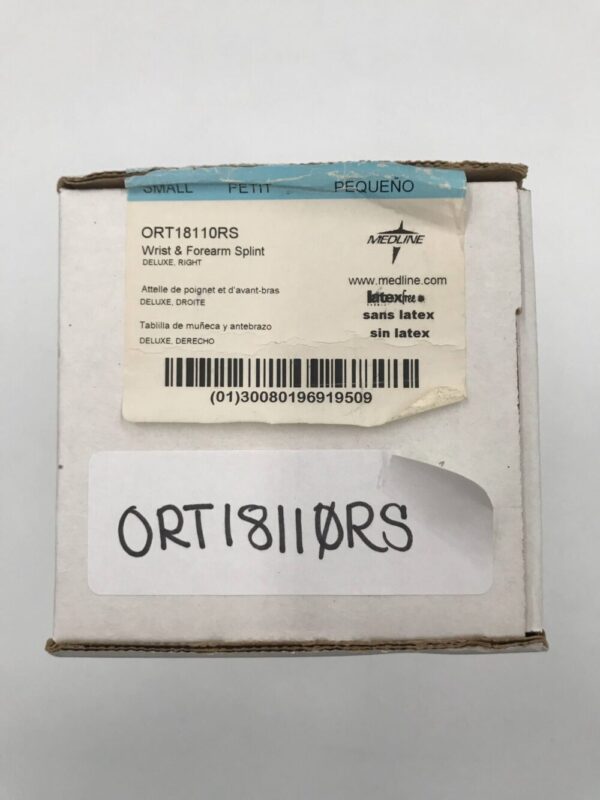 SMALL PETIT PEQUEÑO
ORT18110RS
Wrist & Forearm Splint
DELUXE, RIGHT
MEDLINE
www.medline.com
Attelle de poignet et d'avant-bras
DELUXE, DROITE
latexfree
sans latex
sin latex
Tablilla de muñeca y antebrazo
DELUXE, DERECHO
(01)30080196919509
ORT18110RS